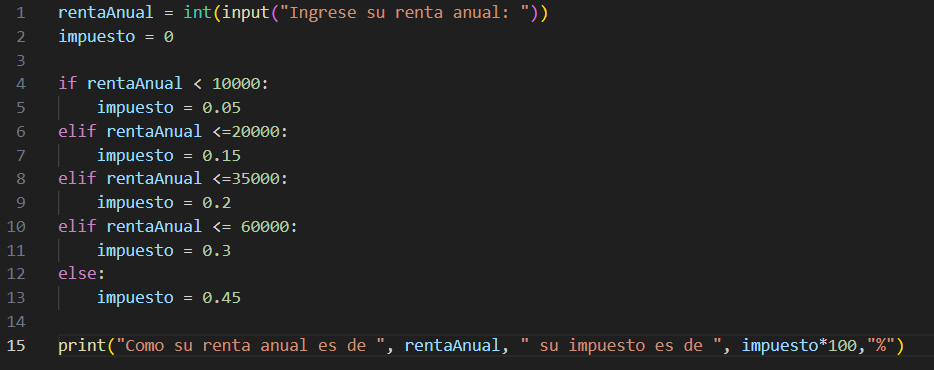 1 rentaAnual = int(input("Ingrese su renta anual: "))
2 impuesto = 0
3
4 if rentaAnual < 10000:
5     impuesto = 0.05
6 elif rentaAnual <=20000:
7     impuesto = 0.15
8 elif rentaAnual <=35000:
9     impuesto = 0.2
10 elif rentaAnual <= 60000:
11     impuesto = 0.3
12 else:
13     impuesto = 0.45
14
15 print("Como su renta anual es de ", rentaAnual, " su impuesto es de ", impuesto*100,"%")